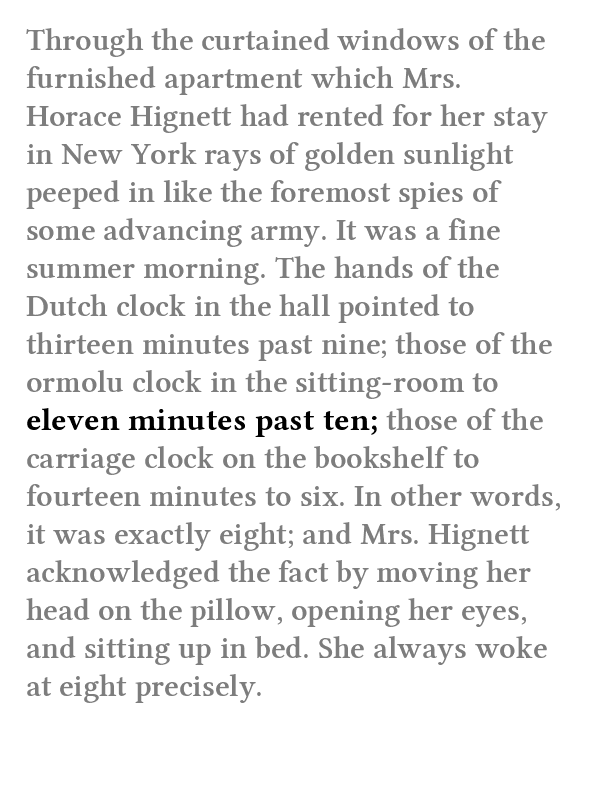 Through the curtained windows of the
furnished apartment which Mrs.
Horace Hignett had rented for her stay
in New York rays of golden sunlight
peeped in like the foremost spies of
some advancing army. It was a fine
summer morning. The hands of the
Dutch clock in the hall pointed to
thirteen minutes past nine; those of the
ormolu clock in the sitting-room to
eleven minutes past ten; those of the
carriage clock on the bookshelf to
fourteen minutes to six. In other words,
it was exactly eight; and Mrs. Hignett
acknowledged the fact by moving her
head on the pillow, opening her eyes,
and sitting up in bed. She always woke
at eight precisely.